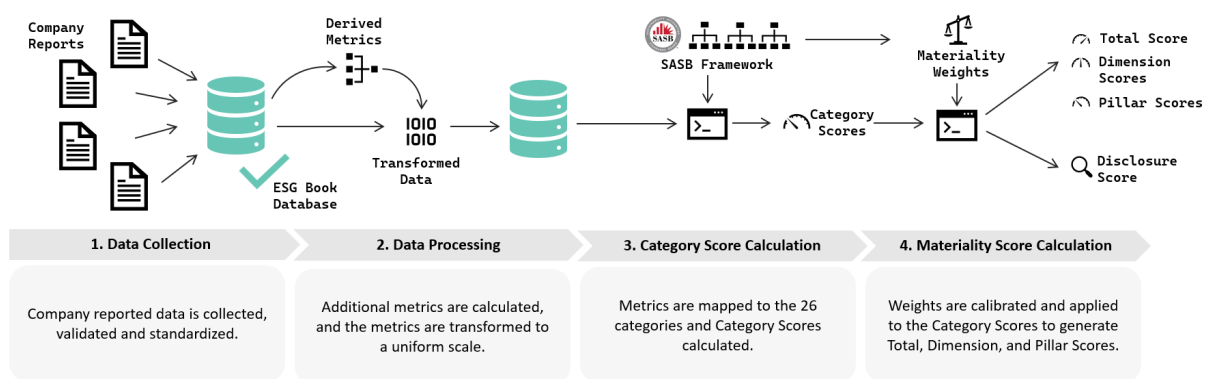 Company
Reports
Derived
Metrics
1010
1010
Transformed
Data
ESG Book
Database
SASB
SASB Framework
>_
Category
Scores
Materiality
Weights
>_
Total Score
Dimension
Scores
Pillar Scores
Disclosure
Score
1. Data Collection
2. Data Processing
3. Category Score Calculation
4. Materiality Score Calculation
Company reported data is collected,
validated and standardized.
Additional metrics are calculated,
and the metrics are transformed to
a uniform scale.
Metrics are mapped to the 26
categories and Category Scores
calculated.
Weights are calibrated and applied
to the Category Scores to generate
Total, Dimension, and Pillar Scores.